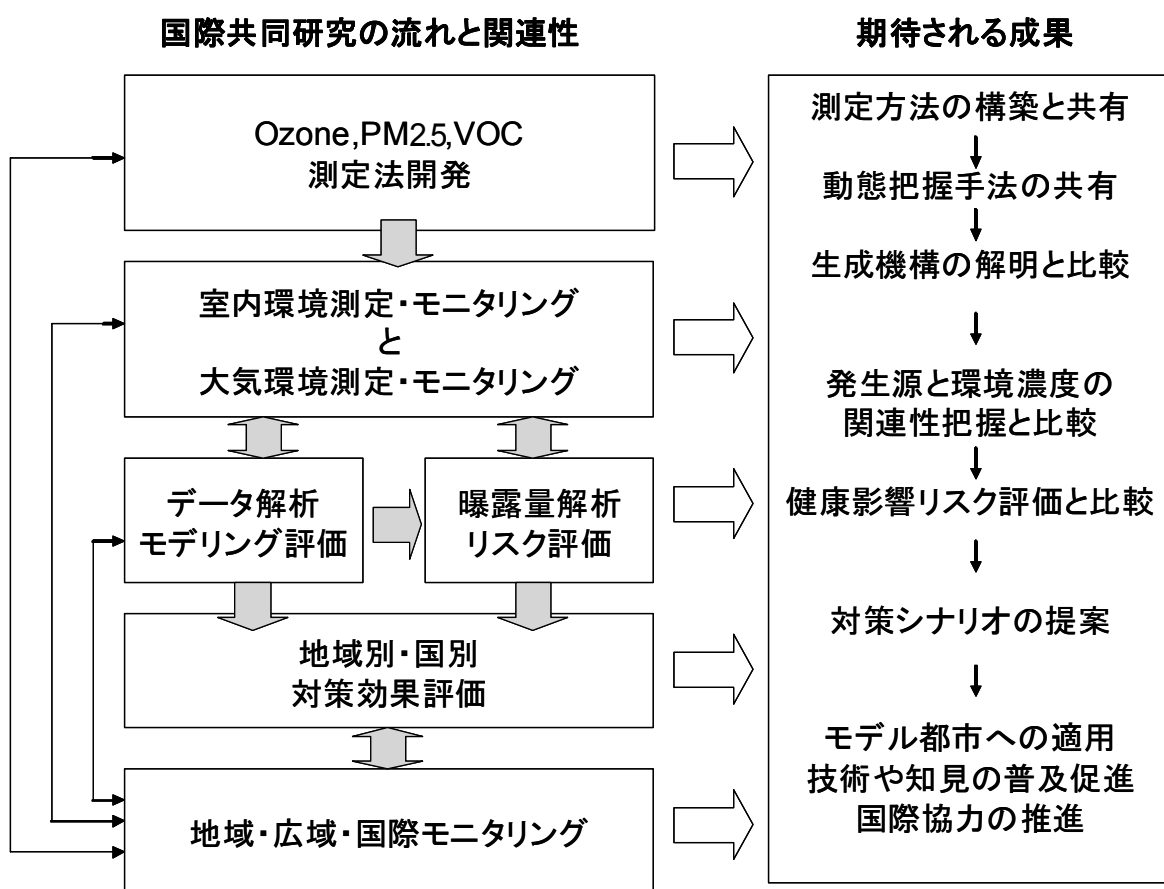 国際共同研究の流れと関連性
Ozone,PM2.5,VOC
測定法開発
室内環境測定・モニタリング
と
大気環境測定・モニタリング
データ解析
モデリング評価
曝露量解析
リスク評価
地域別・国別
対策効果評価
地域・広域・国際モニタリング
期待される成果
測定方法の構築と共有
動態把握手法の共有
生成機構の解明と比較
発生源と環境濃度の
関連性把握と比較
健康影響リスク評価と比較
対策シナリオの提案
モデル都市への適用
技術や知見の普及促進
国際協力の推進